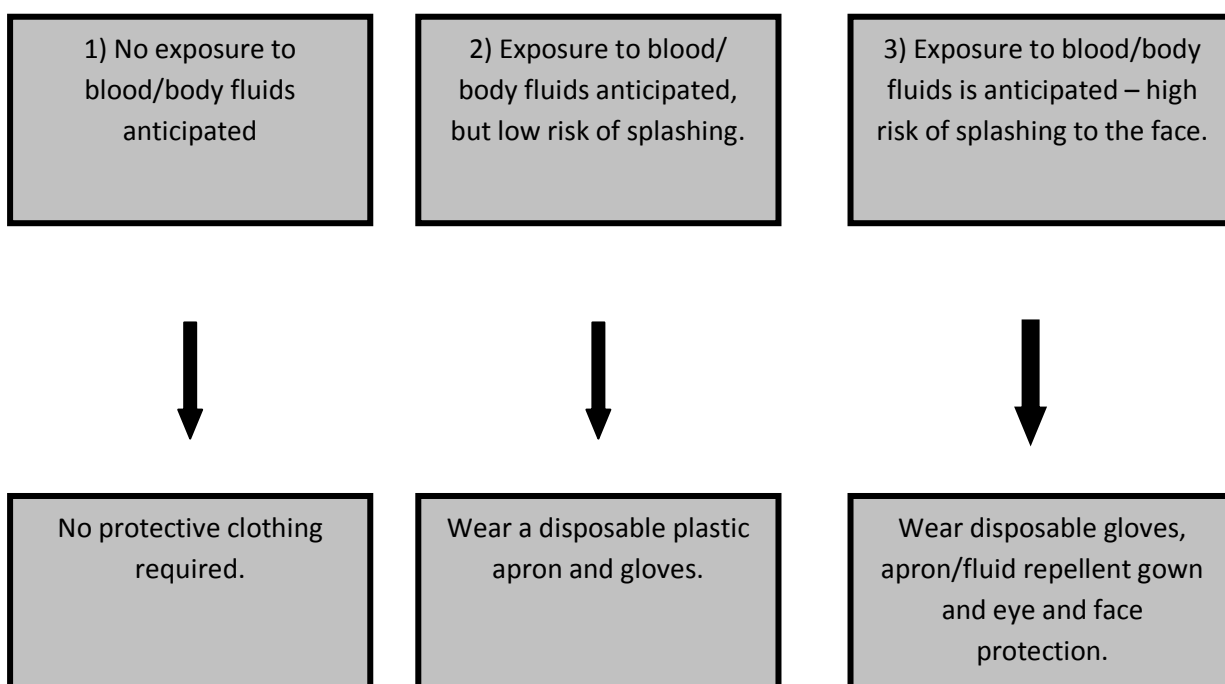 1) No exposure to
blood/body fluids
anticipated
2) Exposure to blood/
body fluids anticipated,
but low risk of splashing.
3) Exposure to blood/body
fluids is anticipated – high
risk of splashing to the face.
No protective clothing
required.
Wear a disposable plastic
apron and gloves.
Wear disposable gloves,
apron/fluid repellent gown
and eye and face
protection.